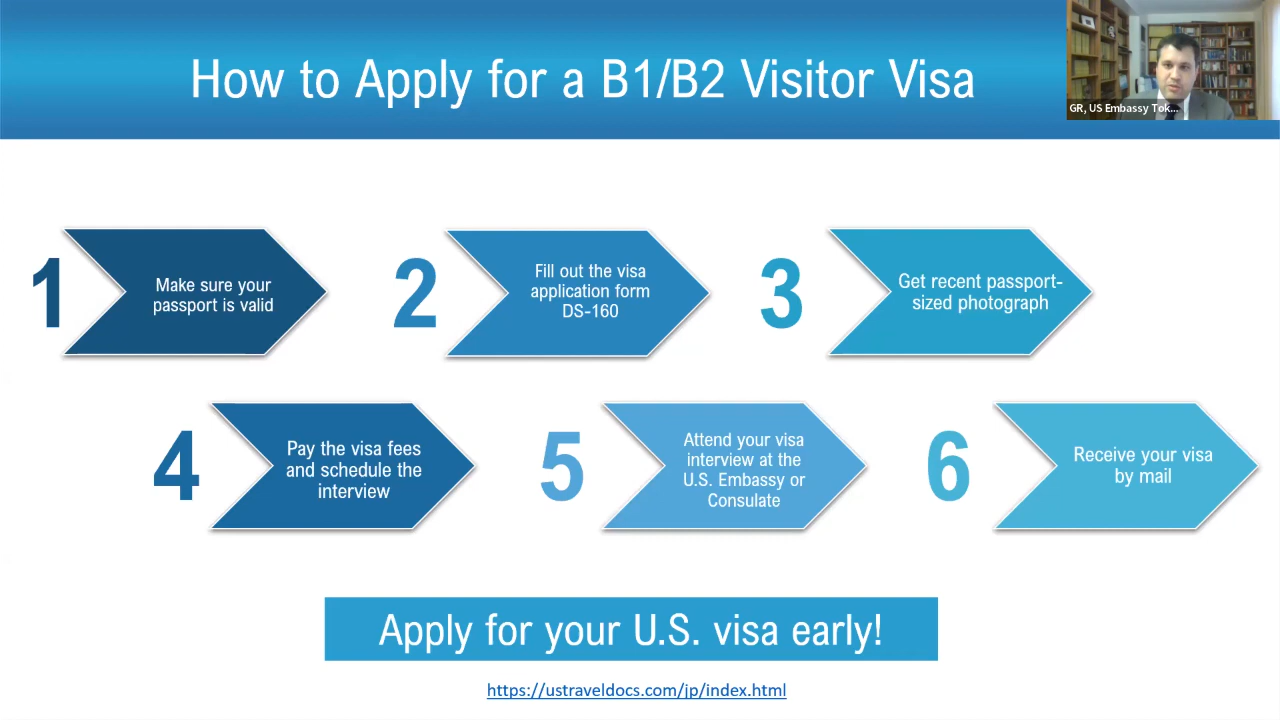 How to Apply for a B1/B2 Visitor Visa
GR, US Embassy Tok...
1
Make sure your
passport is valid
2
Fill out the visa
application form
DS-160
3
Get recent passport-
sized photograph
4
Pay the visa fees
and schedule the
interview
5
Attend your visa
interview at the
U.S. Embassy or
Consulate
6
Receive your visa
by mail
Apply for your U.S. visa early!
https://ustraveldocs.com/jp/index.html